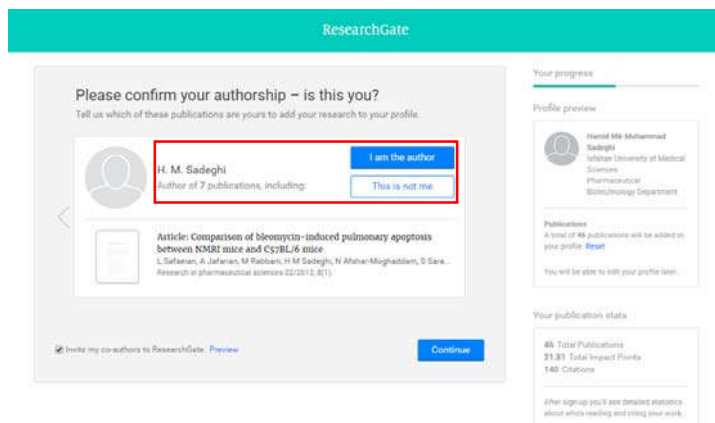 ResearchGate
Please confirm your authorship – is this you?
Tell us which of these publications are yours to add your research to your profile.
H. M. Sadeghi
Author of 7 publications, including:
I am the author
This is not me
Article: Comparison of bleomycin-induced pulmonary apoptosis
between NMRI mice and C57BL/6 mice
L Safaeian, A Jafarian, M Rabbani, H M Sadeghi, N Afshar-Moghaddam, S Sara...
Research in pharmaceutical sciences 02/2013; 8(1).
Invite my co-authors to ResearchGate. Preview
Continue
Your progress
Profile preview
Hamid Mir Mohammad
Sadeghi
Isfahan University of Medical
Sciences
Pharmaceutical
Biotechnology Department
Publications
A total of 46 publications will be added to
your profile. Reset
You will be able to edit your profile later.
Your publication stats
46 Total Publications
31.81 Total Impact Points
140 Citations
After sign up you'll see detailed statistics
about who's reading and citing your work.